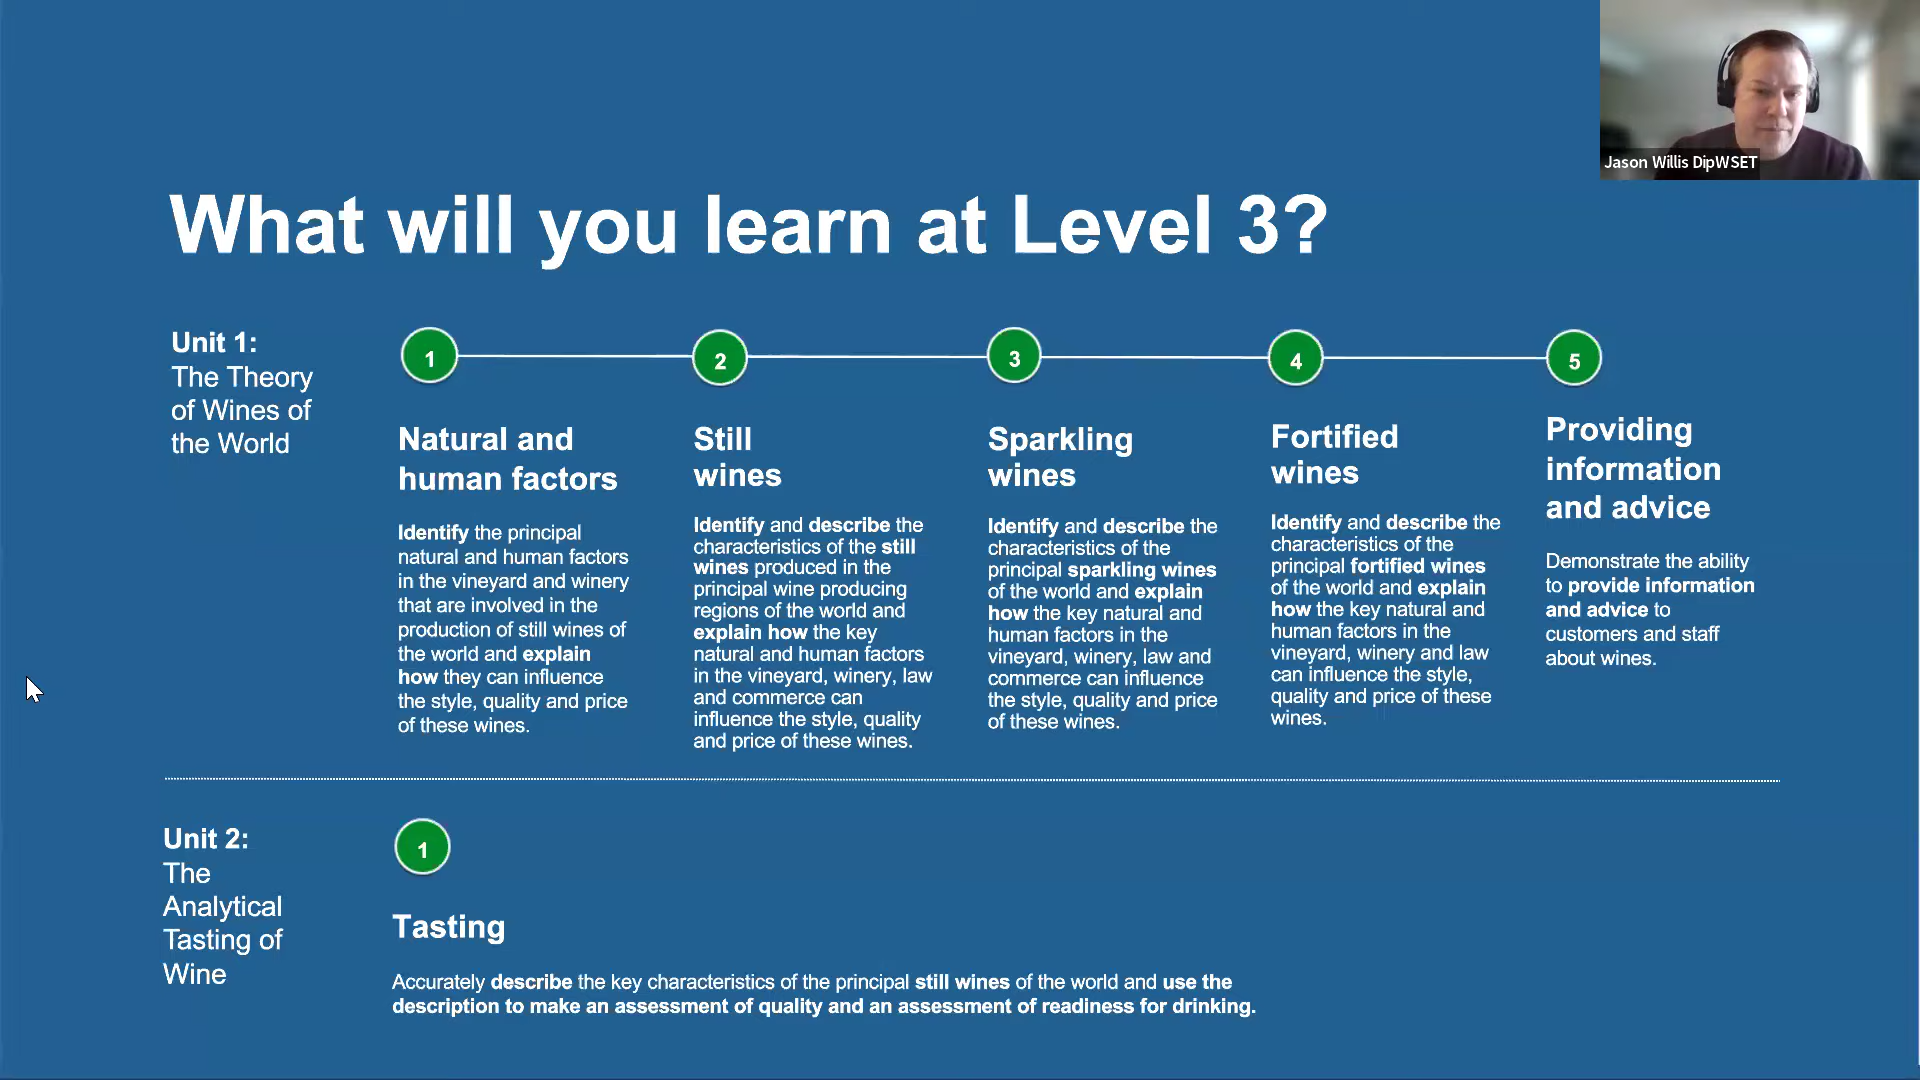 Jason Willis DipWSET
What will you learn at Level 3?
Unit 1:
The Theory
of Wines of
the World
1
Natural and
human factors
Identify the principal
natural and human factors
in the vineyard and winery
that are involved in the
production of still wines of
the world and explain
how they can influence
the style, quality and price
of these wines.
2
Still
wines
Identify and describe the
characteristics of the still
wines produced in the
principal wine producing
regions of the world and
explain how the key
natural and human factors
in the vineyard, winery, law
and commerce can
influence the style, quality
and price of these wines.
3
Sparkling
wines
Identify and describe the
characteristics of the
principal sparkling wines
of the world and explain
how the key natural and
human factors in the
vineyard, winery, law and
commerce can influence
the style, quality and price
of these wines.
4
Fortified
wines
Identify and describe the
characteristics of the
principal fortified wines
of the world and explain
how the key natural and
human factors in the
vineyard, winery and law
can influence the style,
quality and price of these
wines.
5
Providing
information
and advice
Demonstrate the ability
to provide information
and advice to
customers and staff
about wines.
Unit 2:
The
Analytical
Tasting of
Wine
1
Tasting
Accurately describe the key characteristics of the principal still wines of the world and use the
description to make an assessment of quality and an assessment of readiness for drinking.